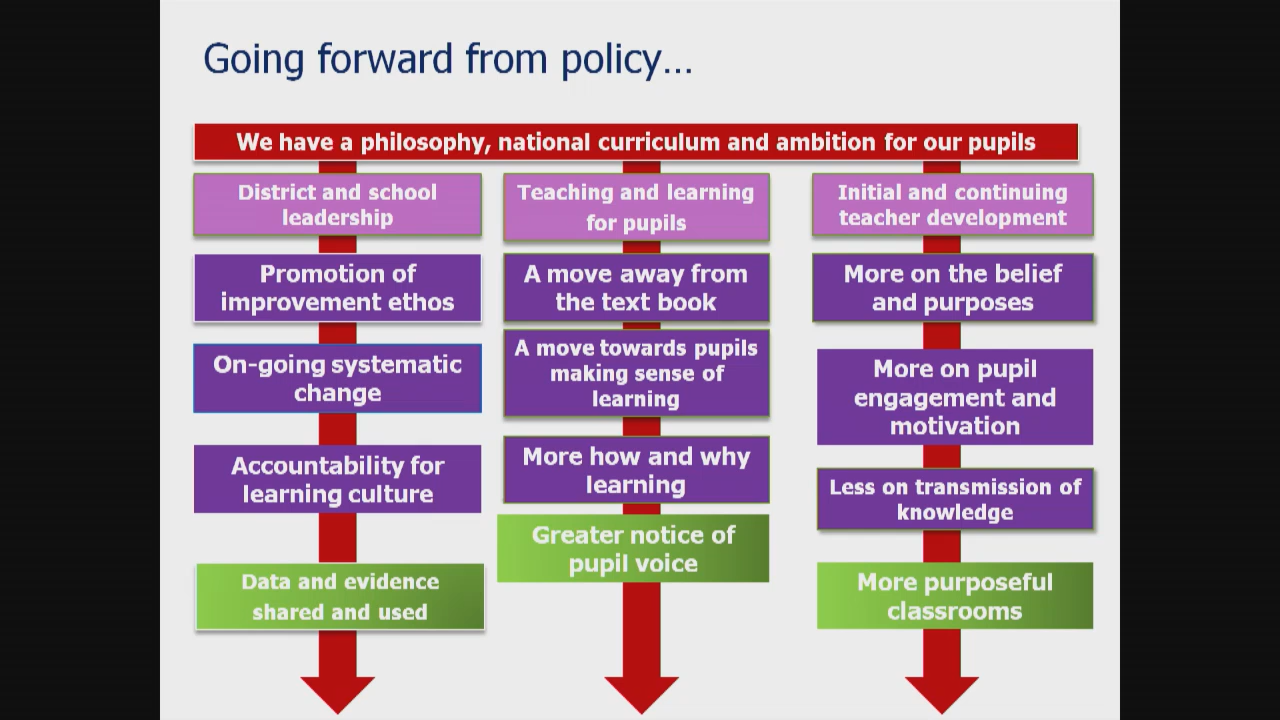 Going forward from policy...
We have a philosophy, national curriculum and ambition for our pupils
District and school
leadership
Promotion of
improvement ethos
On-going systematic
change
Accountability for
learning culture
Data and evidence
shared and used
Teaching and learning
for pupils
A move away from
the text book
A move towards pupils
making sense of
learning
More how and why
learning
Greater notice of
pupil voice
Initial and continuing
teacher development
More on the belief
and purposes
More on pupil
engagement and
motivation
Less on transmission of
knowledge
More purposeful
classrooms